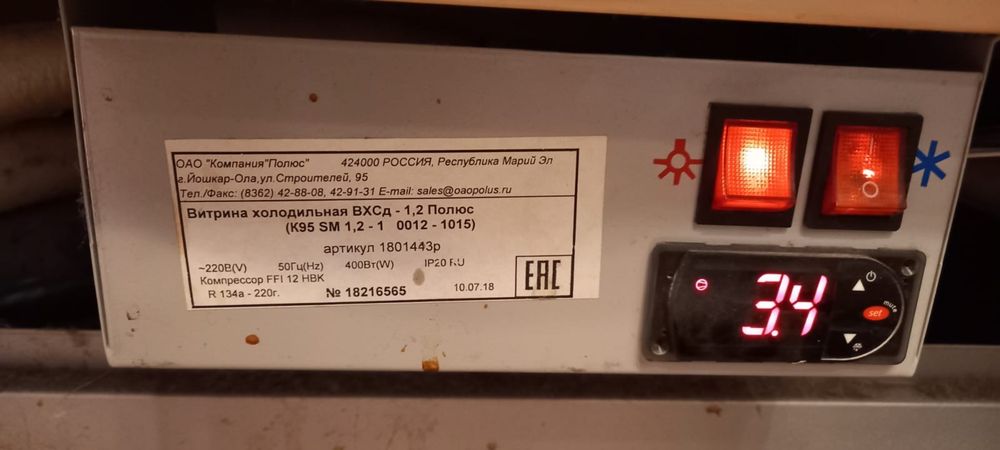 ОАО "Компания"Полюс" 424000 РОССИЯ, Республика Марий Эл
г.Йошкар-Ола,ул.Строителей, 95
Тел./Факс: (8362) 42-88-08, 42-91-31 E-mail: sales@oaopolus.ru
Витрина холодильная ВХСд - 1,2 Полюс
(К95 SM 1,2 - 1 0012 - 1015)
артикул 1801443р
~220В(V) 50Гц(Hz) 400Вт(W) IP20 RU
Компрессор FFI 12 HBK
R 134a - 220г. № 18216565 10.07.18
EAC
3.4
set
mute